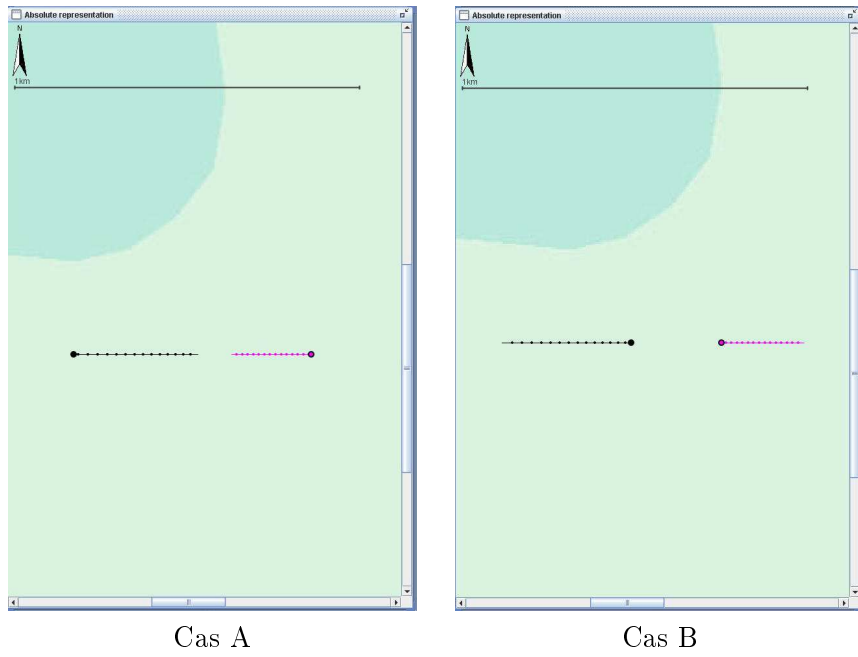 Absolute representation
N
1km
Absolute representation
N
1km
Cas A
Cas B